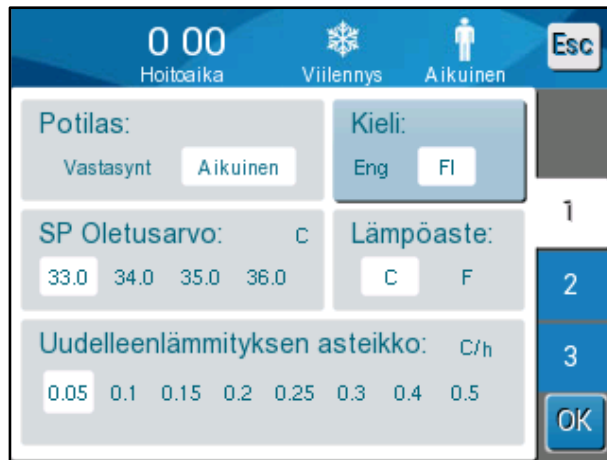 0 00
Hoitoaika
Viilennys
Aikuinen
Esc
Potilas:
Vastasynt Aikuinen
Kieli:
Eng FI
SP Oletusarvo: C
33.0 34.0 35.0 36.0
Lämpöaste:
C F
Uudelleenlämmityksen asteikko: C/h
0.05 0.1 0.15 0.2 0.25 0.3 0.4 0.5
1
2
3
OK